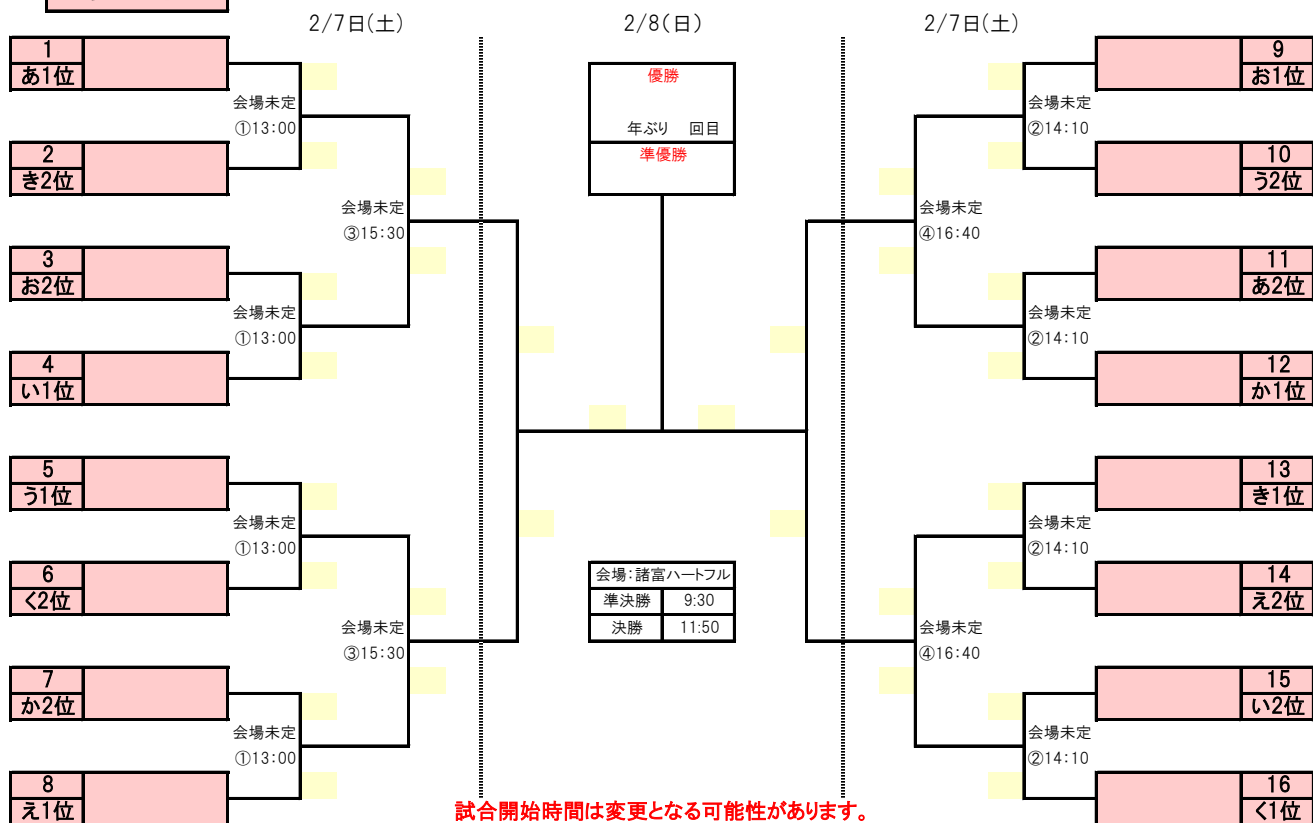 2/7日(土)
2/8(日)
2/7日(土)
1
あ1位
会場未定
①13:00
2
き2位
会場未定
③15:30
3
お2位
会場未定
①13:00
4
い1位
5
う1位
会場未定
①13:00
6
く2位
会場未定
③15:30
7
か2位
会場未定
①13:00
8
え1位
優勝
年ぶり 回目
準優勝
会場:諸富ハートフル
準決勝 9:30
決勝 11:50
9
お1位
会場未定
②14:10
10
う2位
会場未定
④16:40
11
あ2位
会場未定
②14:10
12
か1位
13
き1位
会場未定
②14:10
14
え2位
会場未定
④16:40
15
い2位
会場未定
②14:10
16
く1位
試合開始時間は変更となる可能性があります。